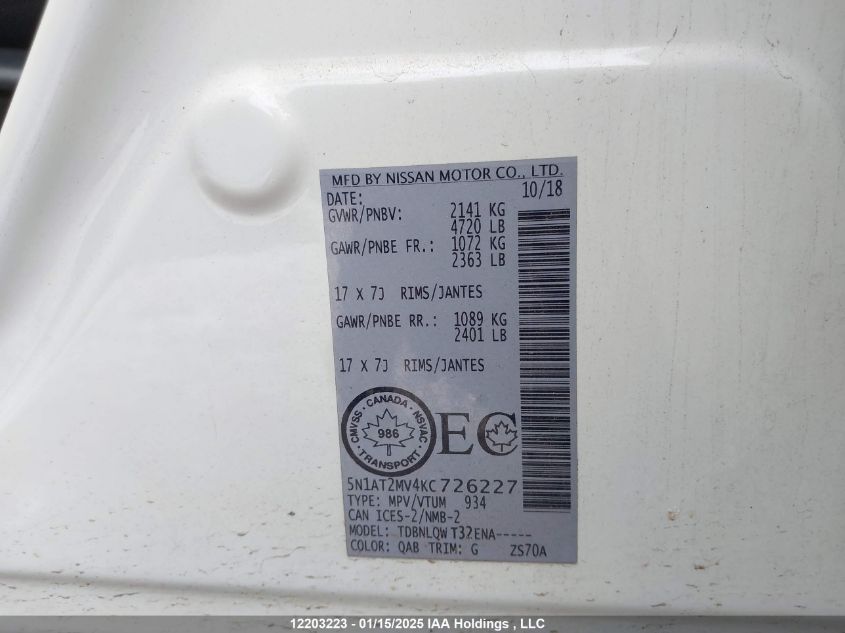 MFD BY NISSAN MOTOR CO., LTD.
DATE: 10/18
GVWR/PNBV: 2141 KG
4720 LB
GAWR/PNBE FR.: 1072 KG
2363 LB
17 X 7J RIMS/JANTES
GAWR/PNBE RR.: 1089 KG
2401 LB
17 X 7J RIMS/JANTES
CMVSS · CANADA · NSVAC
986
· TRANSPORT ·
EC
5N1AT2MV4KC726227
TYPE: MPV/VTUM 934
CAN ICES-2/NMB-2
MODEL: TDBNLQW T32ENA-----
COLOR: QAB TRIM: G ZS70A
12203223 - 01/15/2025 IAA Holdings , LLC